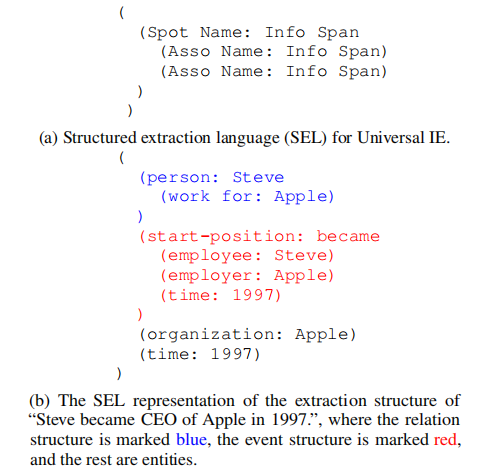 (
(Spot Name: Info Span
(Asso Name: Info Span)
(Asso Name: Info Span)
)
)
(a) Structured extraction language (SEL) for Universal IE.
(
(person: Steve
(work for: Apple)
)
(start-position: became
(employee: Steve)
(employer: Apple)
(time: 1997)
)
(organization: Apple)
(time: 1997)
)
(b) The SEL representation of the extraction structure of
“Steve became CEO of Apple in 1997.”, where the relation
structure is marked blue, the event structure is marked red,
and the rest are entities.